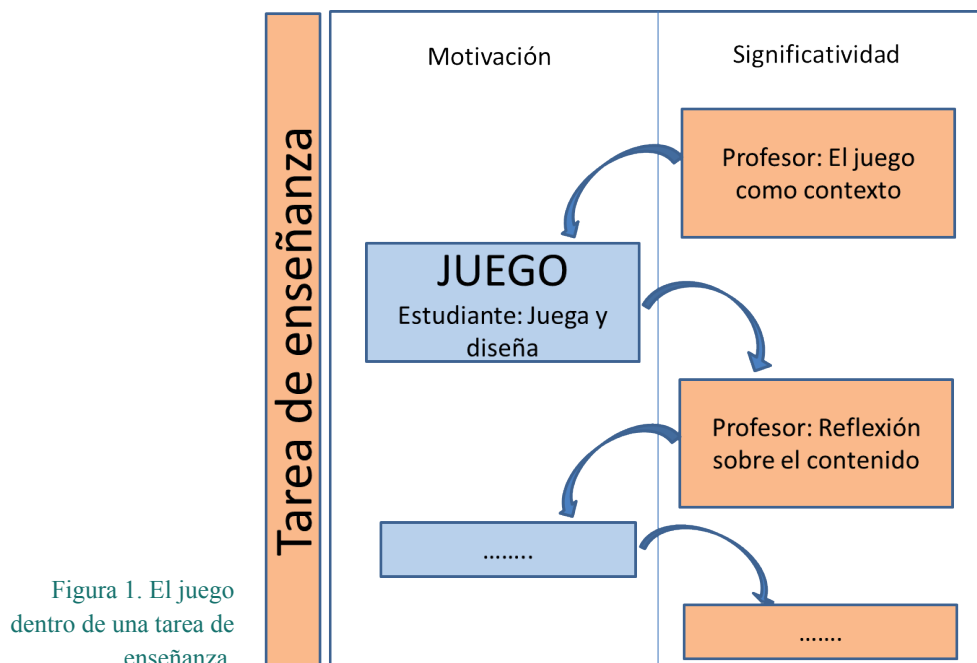 Tarea de enseñanza
Motivación
Significatividad
Profesor: El juego
como contexto
JUEGO
Estudiante: Juega y
diseña
Profesor: Reflexión
sobre el contenido
........
.......
Figura 1. El juego
dentro de una tarea de
enseñanza.